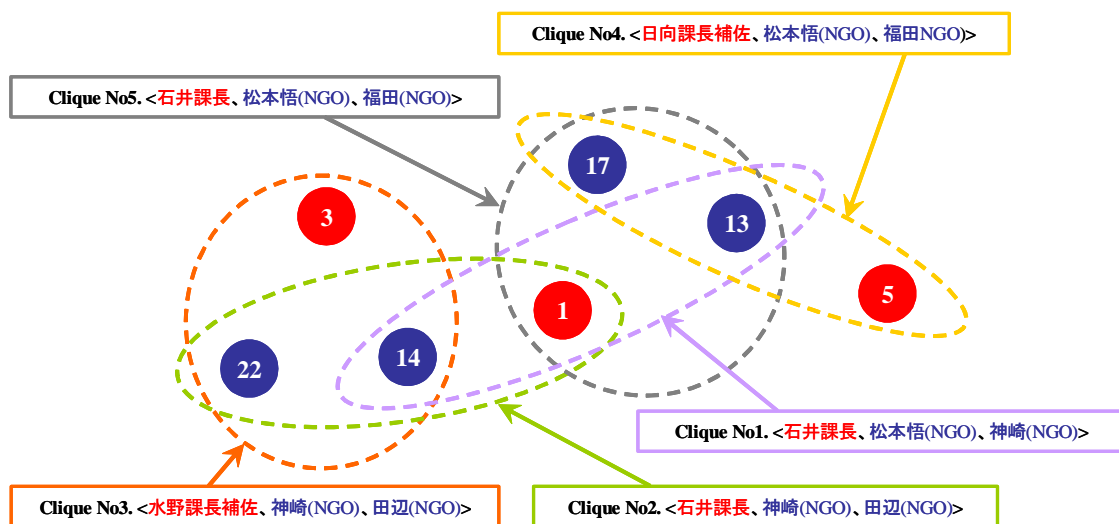 Clique No4. <日向課長補佐、松本悟(NGO)、福田NGO)>
Clique No5. <石井課長、松本悟(NGO)、福田(NGO)>
17
3
13
5
1
14
22
Clique No1. <石井課長、松本悟(NGO)、神崎(NGO)>
Clique No3. <水野課長補佐、神崎(NGO)、田辺(NGO)>
Clique No2. <石井課長、神崎(NGO)、田辺(NGO)>